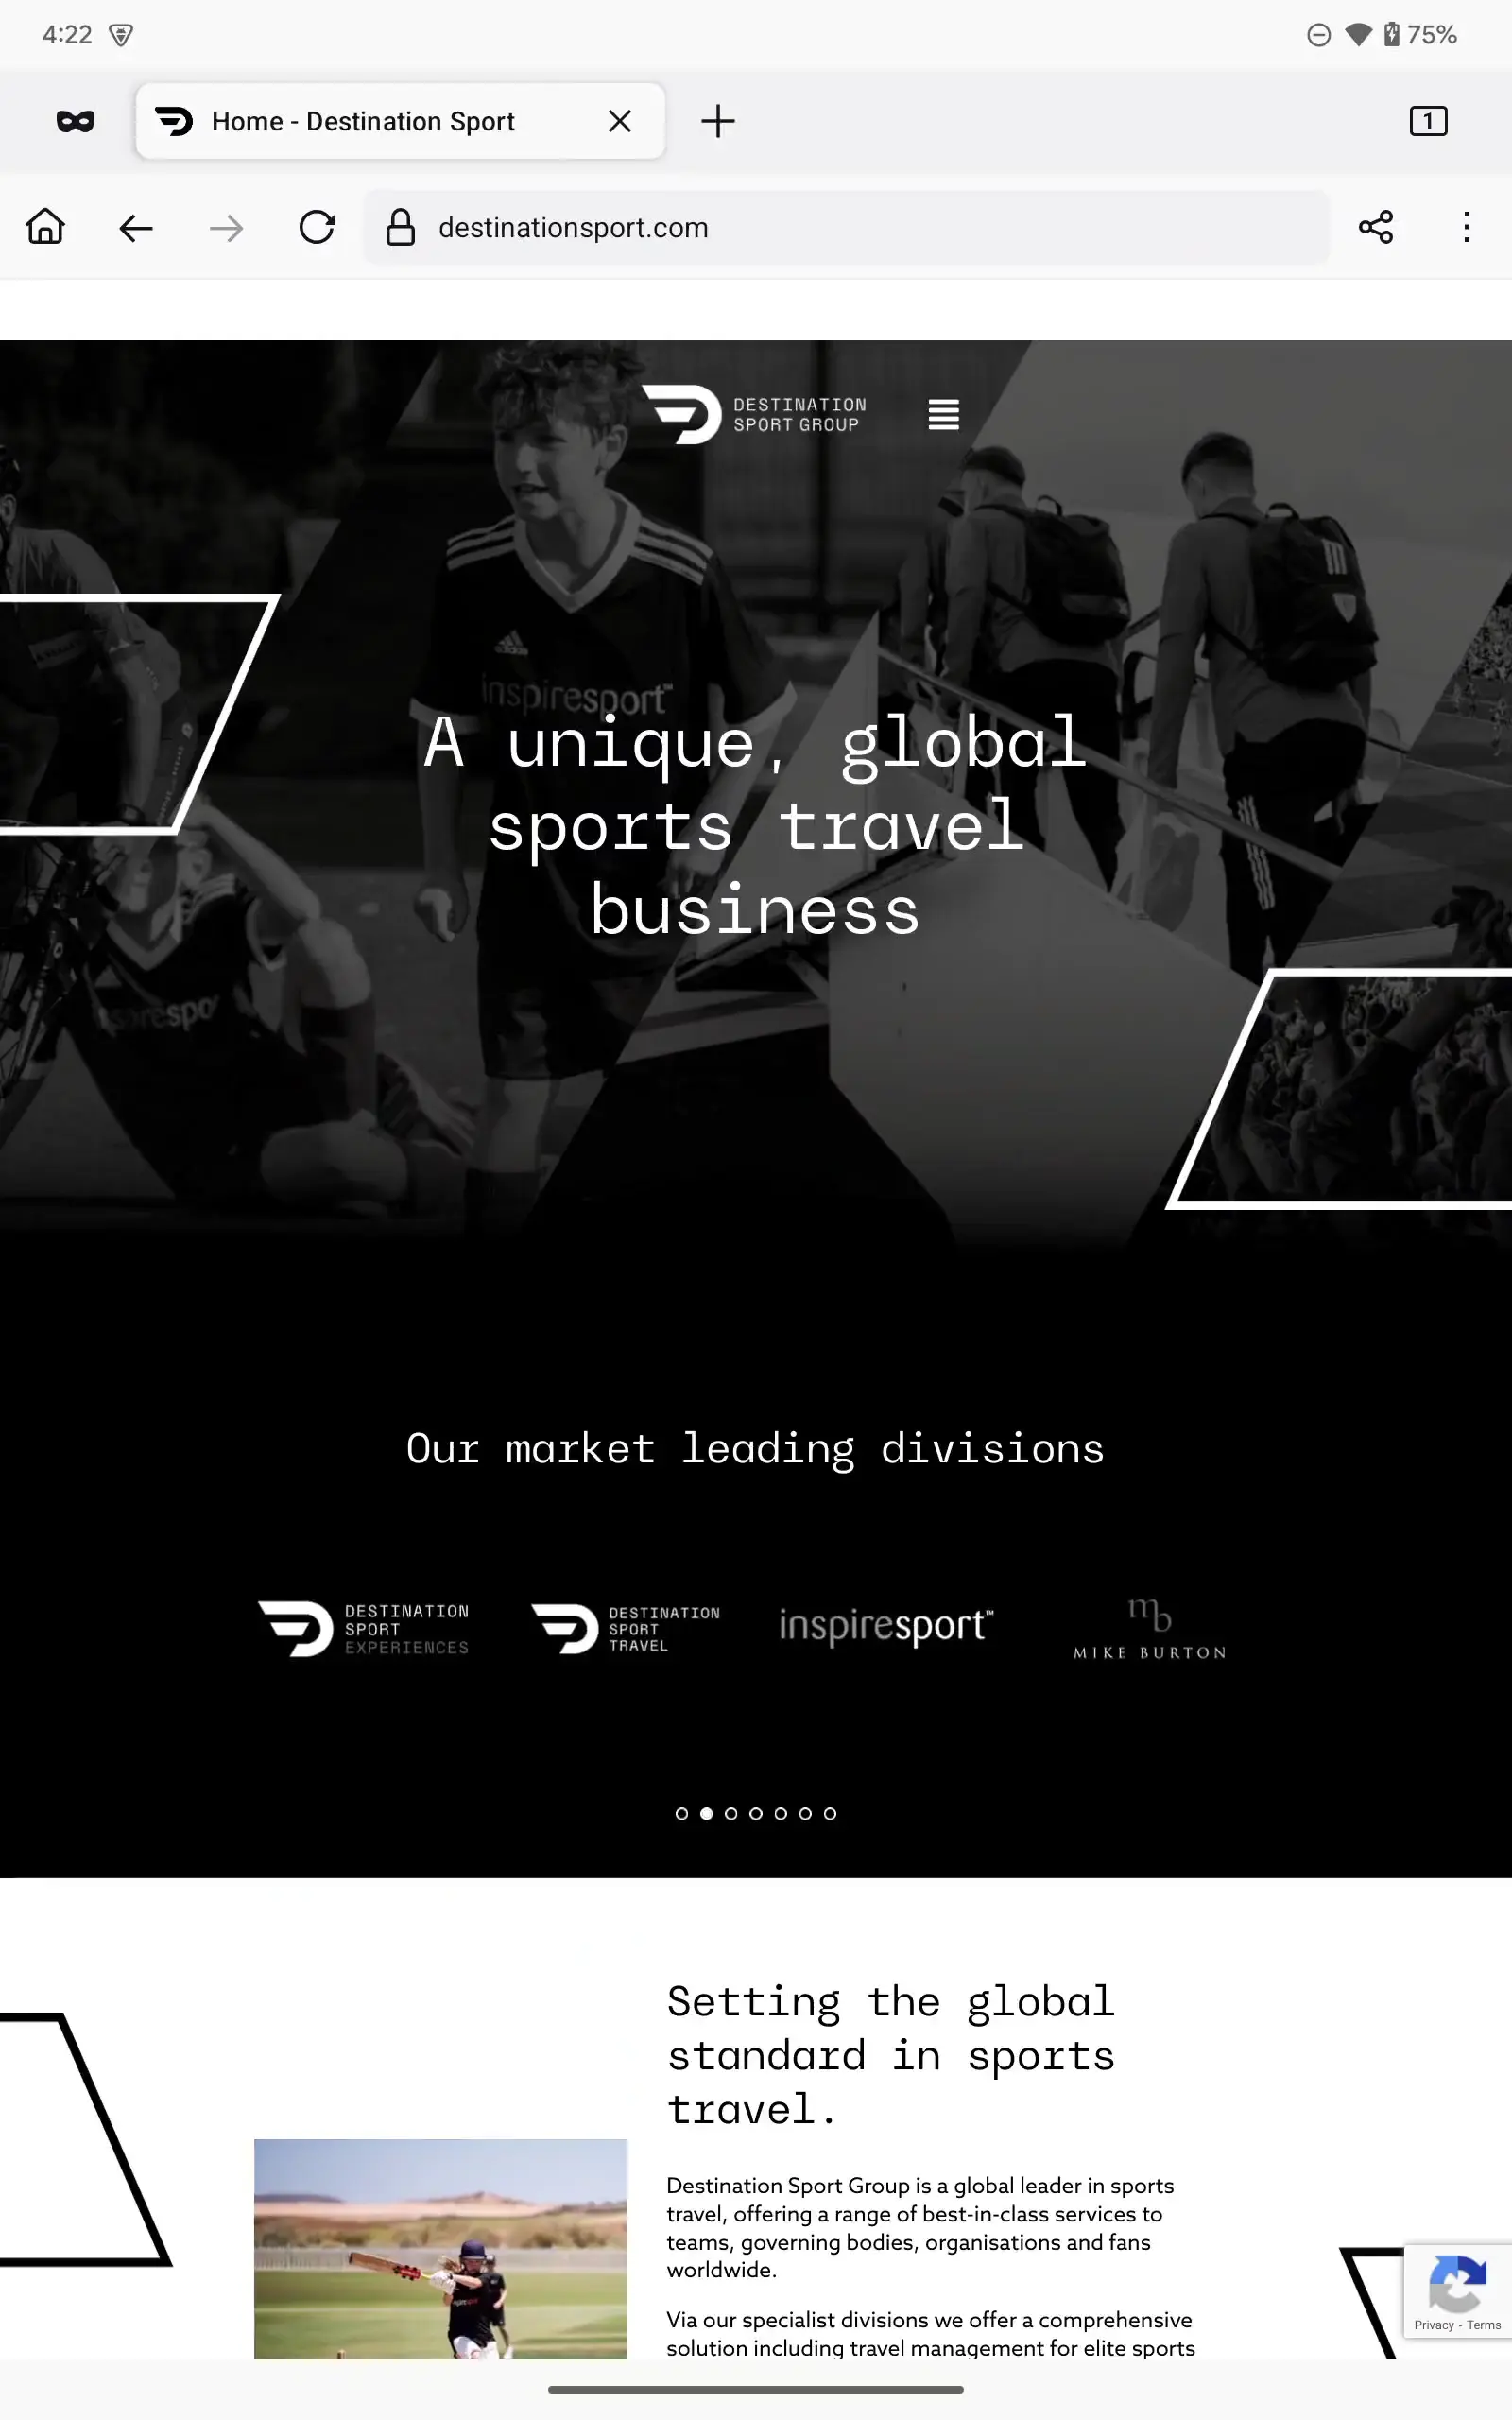 4:22
75%
Home - Destination Sport
1
destinationsport.com
DESTINATION
SPORT GROUP
inspiresport™
A unique, global
sports travel
business
Our market leading divisions
DESTINATION
SPORT
EXPERIENCES
DESTINATION
SPORT
TRAVEL
inspiresport™
mb
MIKE BURTON
Setting the global
standard in sports
travel.
Destination Sport Group is a global leader in sports
travel, offering a range of best-in-class services to
teams, governing bodies, organisations and fans
worldwide.
Via our specialist divisions we offer a comprehensive
solution including travel management for elite sports
Privacy - Terms